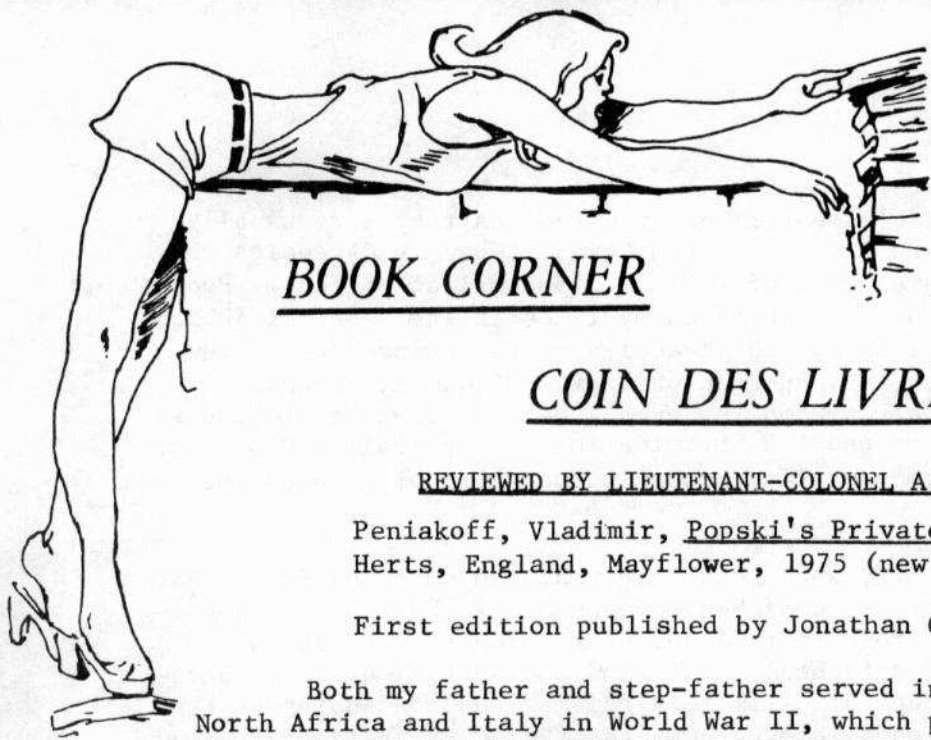 BOOK CORNER
COIN DES LIVR
REVIEWED BY LIEUTENANT-COLONEL A
Peniakoff, Vladimir, Popski's Private
Herts, England, Mayflower, 1975 (new
First edition published by Jonathan
Both my father and step-father served in
North Africa and Italy in World War II, which